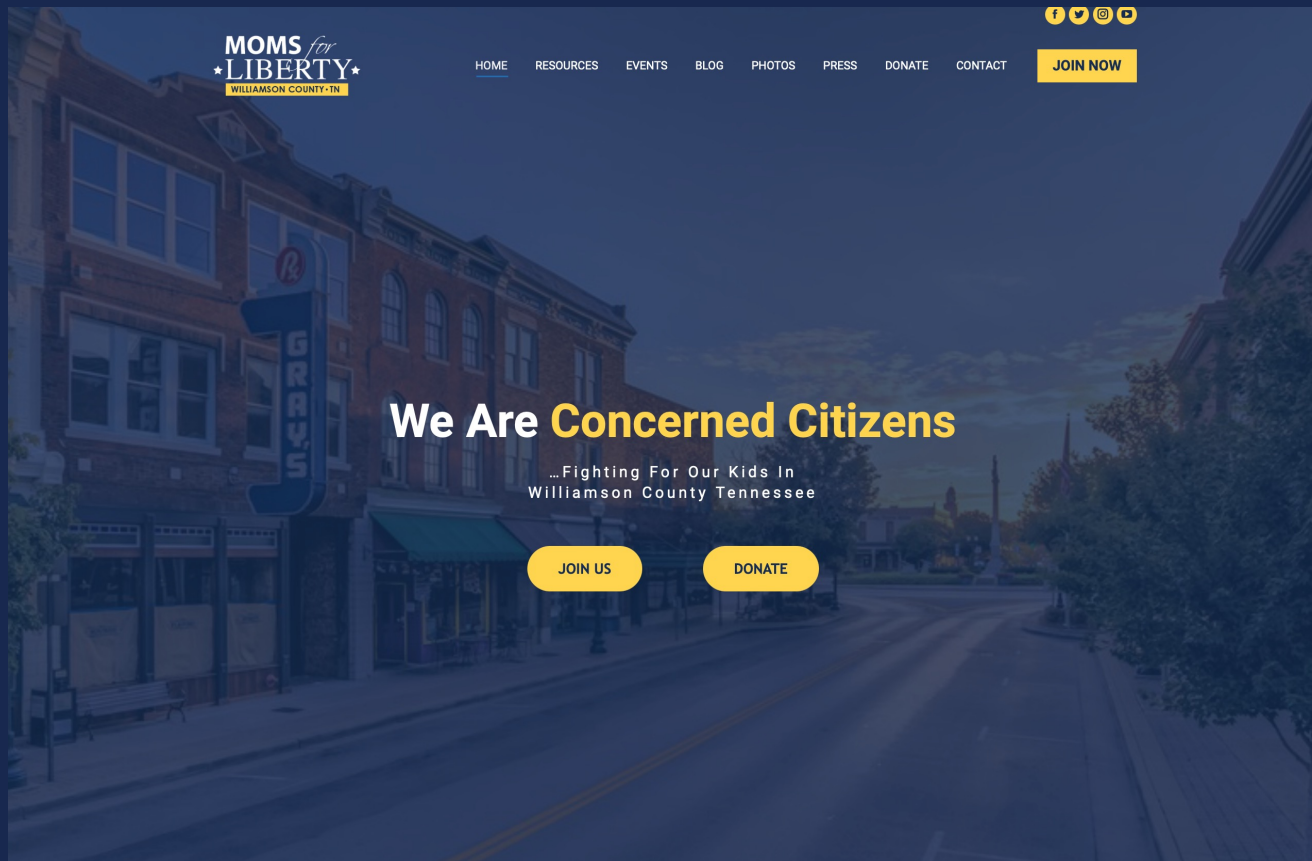 MOMS for
LIBERTY
WILLIAMSON COUNTY • TN
HOME RESOURCES EVENTS BLOG PHOTOS PRESS DONATE CONTACT JOIN NOW
GRAY'S
We Are Concerned Citizens
...Fighting For Our Kids In
Williamson County Tennessee
JOIN US DONATE